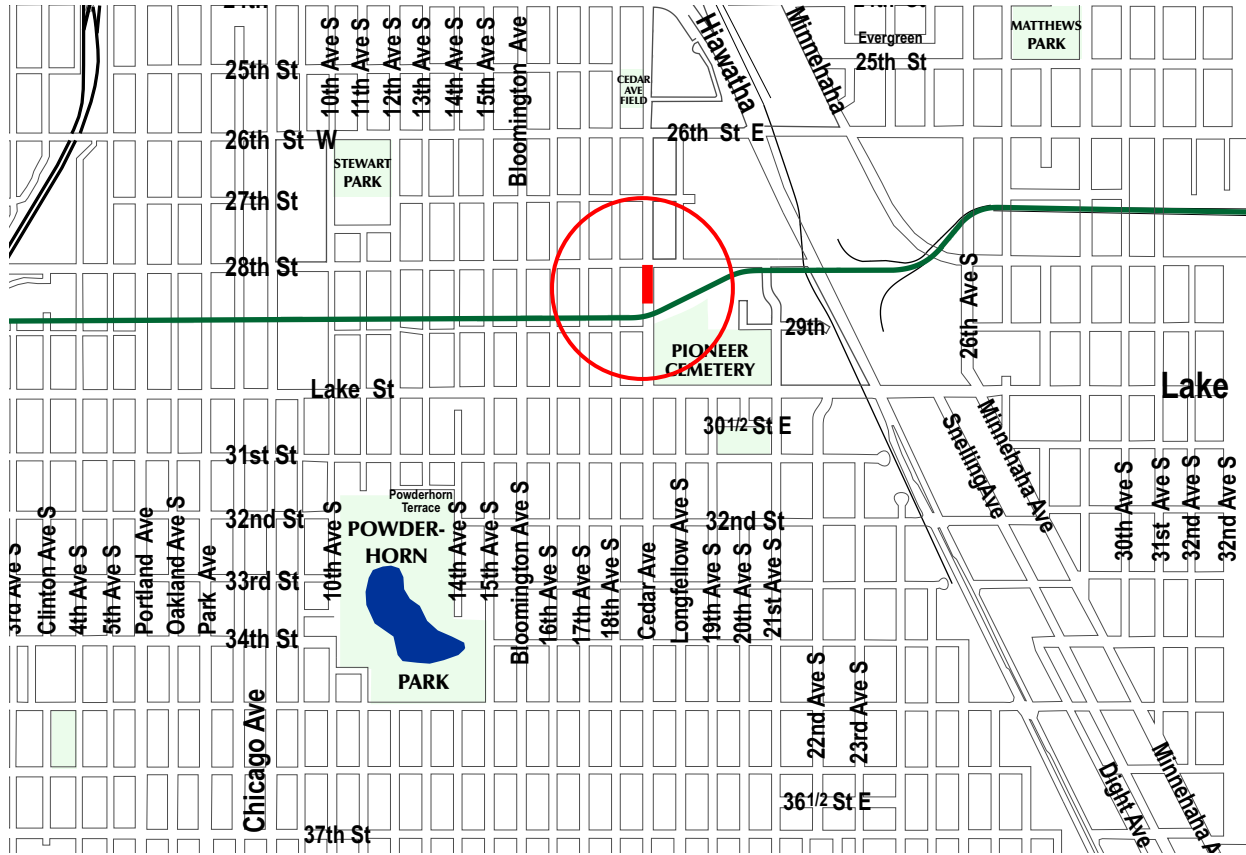 Hiawatha
Minnehaha
MATTHEWS
PARK
Evergreen
25th St
25th St
10th Ave S
11th Ave S
12th Ave S
13th Ave S
14th Ave S
15th Ave S
Bloomington Ave
CEDAR
AVE
FIELD
26th St W
26th St E
STEWART
PARK
27th St
28th St
29th
26th Ave S
PIONEER
CEMETERY
Lake St
Lake
30 1/2 St E
31st St
Snelling Ave
Minnehaha Ave
Powderhorn
Terrace
32nd St
32nd St
POWDER-
HORN
33rd St
34th St
3rd Ave S
Clinton Ave S
4th Ave S
5th Ave S
Portland Ave
Oakland Ave S
Park Ave
10th Ave S
14th Ave S
15th Ave S
Bloomington Ave S
16th Ave S
17th Ave S
18th Ave S
Cedar Ave
Longfellow Ave S
19th Ave S
20th Ave S
21st Ave S
30th Ave S
31st Ave S
32nd Ave S
32nd Ave S
PARK
22nd Ave S
23rd Ave S
Chicago Ave
36 1/2 St E
37th St
Dight Ave
Minnehaha A